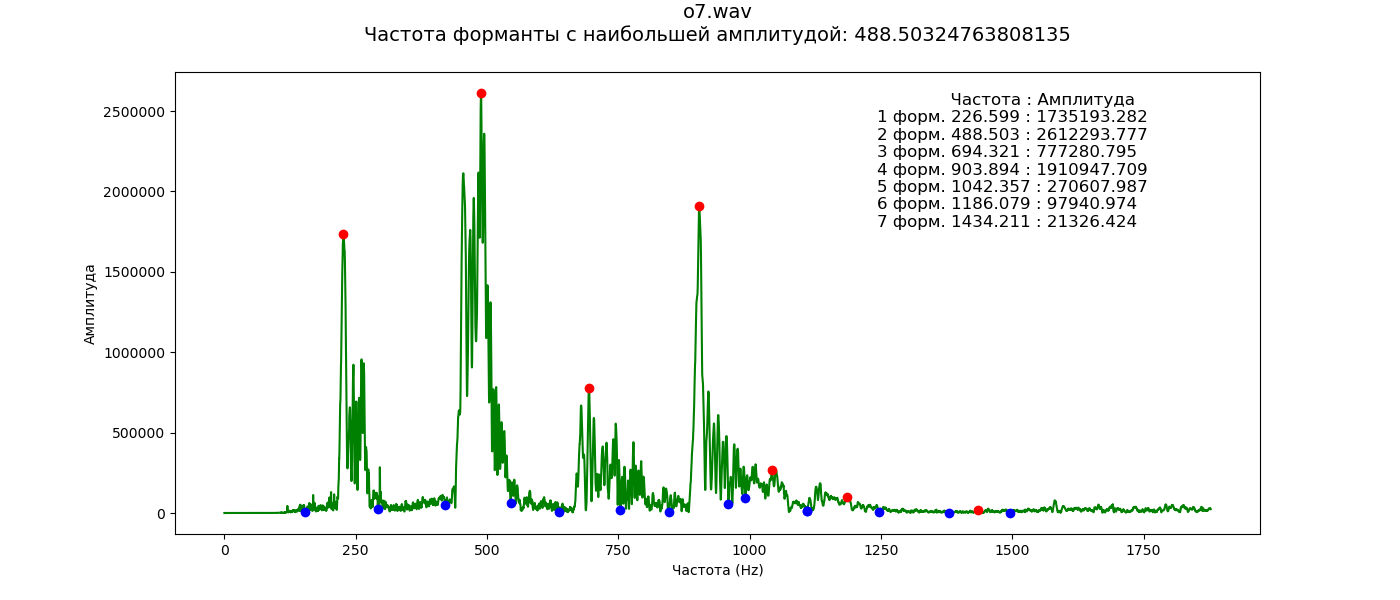 o7.wav
Частота форманты с наибольшей амплитудой: 488.50324763808135
Частота : Амплитуда
1 форм. 226.599 : 1735193.282
2 форм. 488.503 : 2612293.777
3 форм. 694.321 : 777280.795
4 форм. 903.894 : 1910947.709
5 форм. 1042.357 : 270607.987
6 форм. 1186.079 : 97940.974
7 форм. 1434.211 : 21326.424
Амплитуда
2500000
2000000
1500000
1000000
500000
0
0 250 500 750 1000 1250 1500 1750
Частота (Hz)